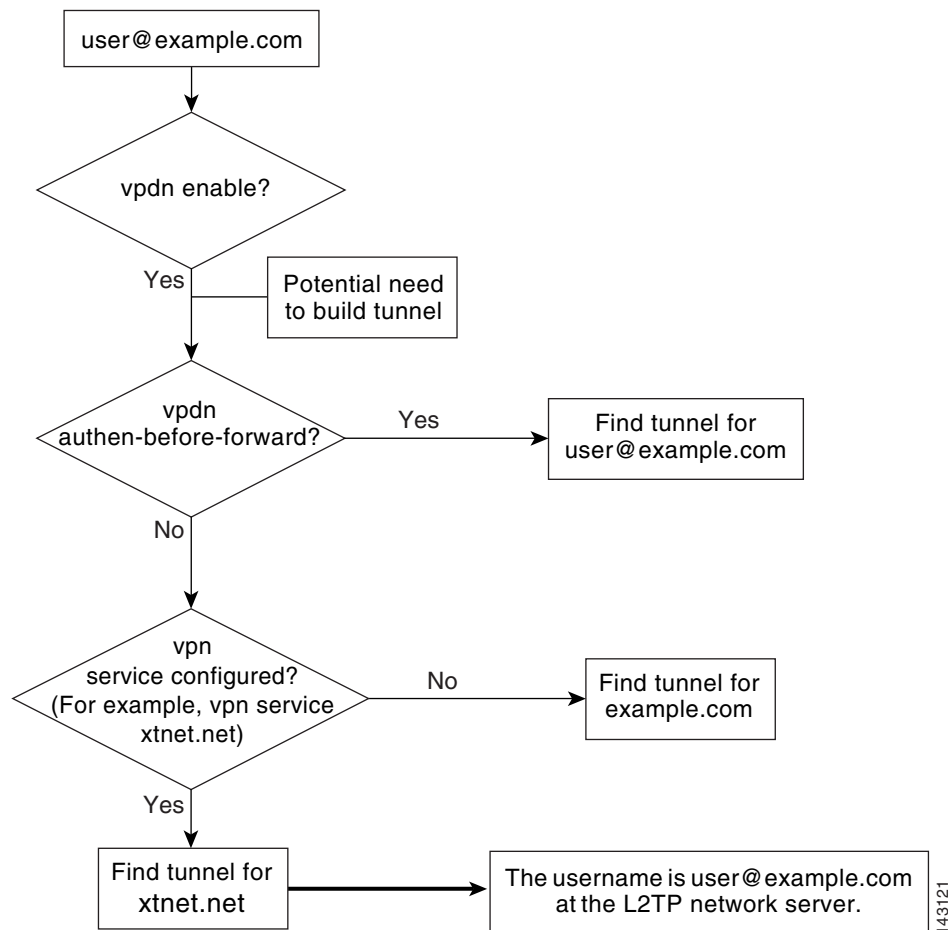 user@example.com
vpdn enable?
Yes
Potential need
to build tunnel
vpdn
authen-before-forward?
Yes
Find tunnel for
user@example.com
No
vpn
service configured?
(For example, vpn service
xtnet.net)
No
Find tunnel for
example.com
Yes
Find tunnel for
xtnet.net
The username is user@example.com
at the L2TP network server.
143121